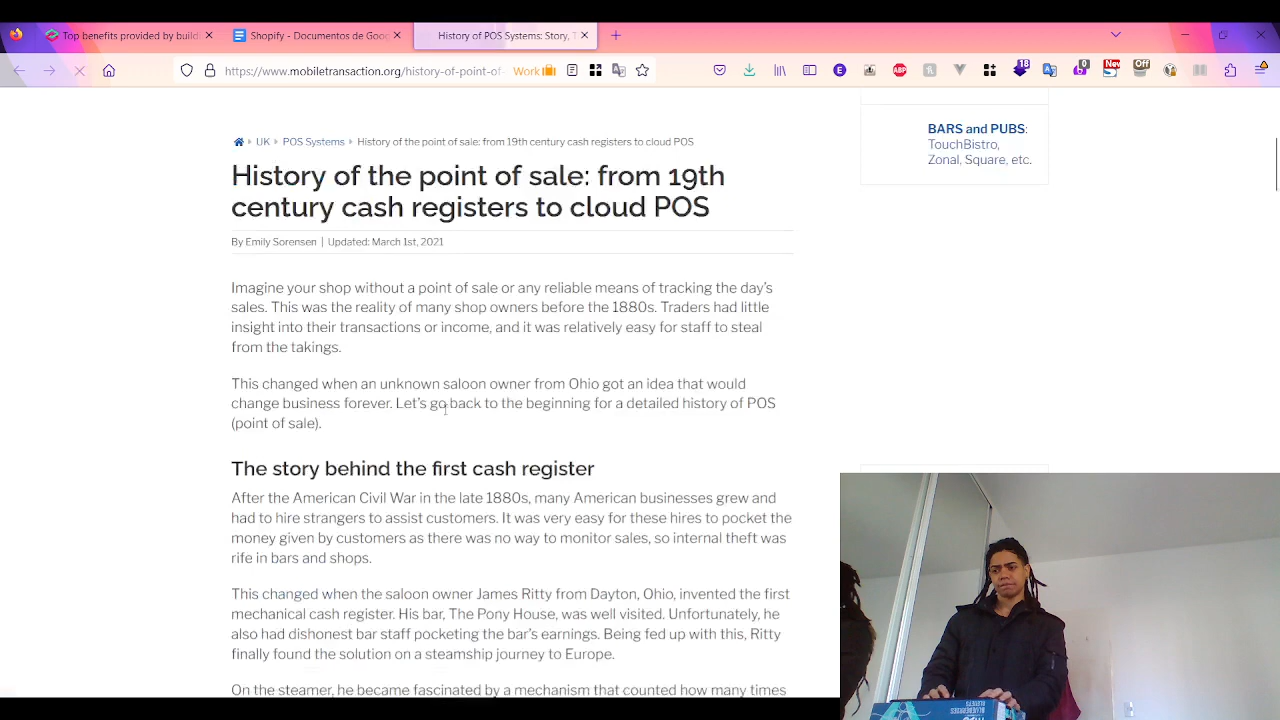 Top benefits provided by build
Shopify - Documentos de Goo
History of POS Systems: Story, T
https://www.mobiletransaction.org/history-of-point-of-
Work
18
0
New
Off
UK
POS Systems
History of the point of sale: from 19th century cash registers to cloud POS
BARS and PUBS:
TouchBistro,
Zonal, Square, etc.
History of the point of sale: from 19th
century cash registers to cloud POS
By Emily Sorensen | Updated: March 1st, 2021
Imagine your shop without a point of sale or any reliable means of tracking the day's
sales. This was the reality of many shop owners before the 1880s. Traders had little
insight into their transactions or income, and it was relatively easy for staff to steal
from the takings.
This changed when an unknown saloon owner from Ohio got an idea that would
change business forever. Let's go back to the beginning for a detailed history of POS
(point of sale).
The story behind the first cash register
After the American Civil War in the late 1880s, many American businesses grew and
had to hire strangers to assist customers. It was very easy for these hires to pocket the
money given by customers as there was no way to monitor sales, so internal theft was
rife in bars and shops.
This changed when the saloon owner James Ritty from Dayton, Ohio, invented the first
mechanical cash register. His bar, The Pony House, was well visited. Unfortunately, he
also had dishonest bar staff pocketing the bar's earnings. Being fed up with this, Ritty
finally found the solution on a steamship journey to Europe.
On the steamer, he became fascinated by a mechanism that counted how many times